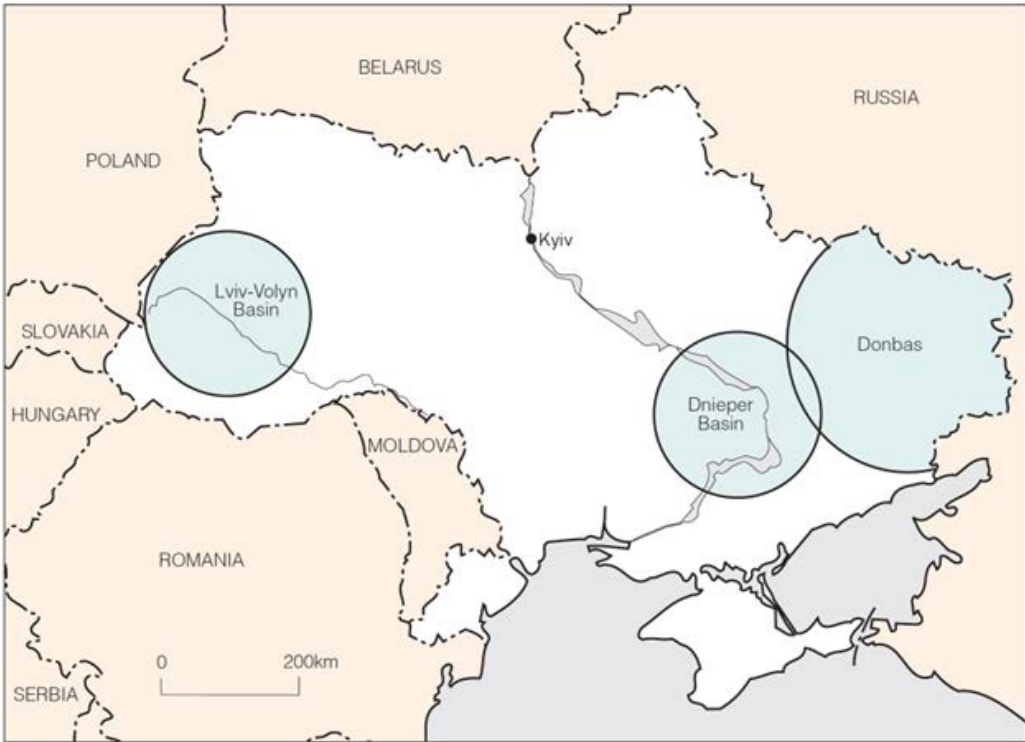 BELARUS
RUSSIA
POLAND
Kyiv
Lviv-Volyn
Basin
SLOVAKIA
Donbas
HUNGARY
Dnieper
Basin
MOLDOVA
ROMANIA
0 200km
SERBIA